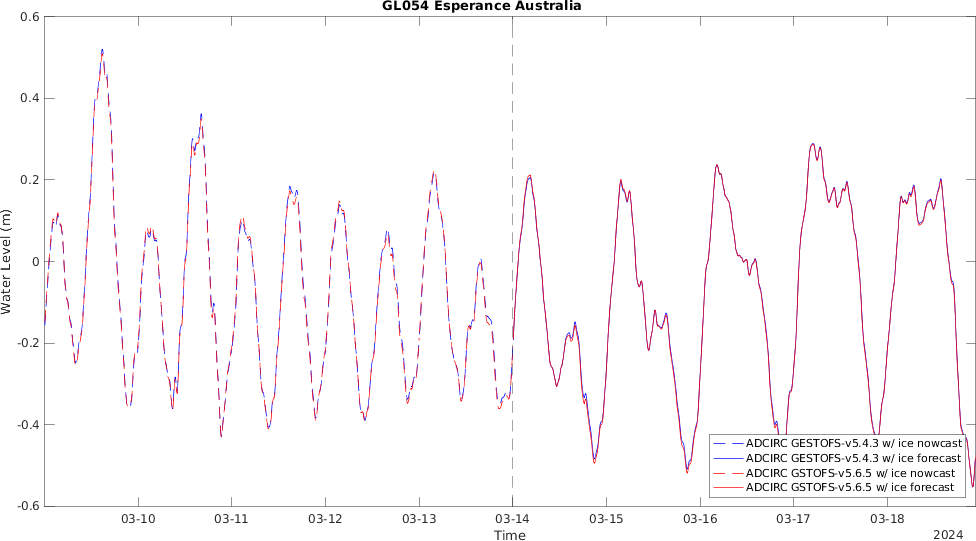 GL054 Esperance Australia
Water Level (m)
0.6
0.4
0.2
0
-0.2
-0.4
-0.6
03-10 03-11 03-12 03-13 03-14 03-15 03-16 03-17 03-18
Time
2024
ADCIRC GESTOFS-v5.4.3 w/ ice nowcast
ADCIRC GESTOFS-v5.4.3 w/ ice forecast
ADCIRC GSTOFS-v5.6.5 w/ ice nowcast
ADCIRC GSTOFS-v5.6.5 w/ ice forecast